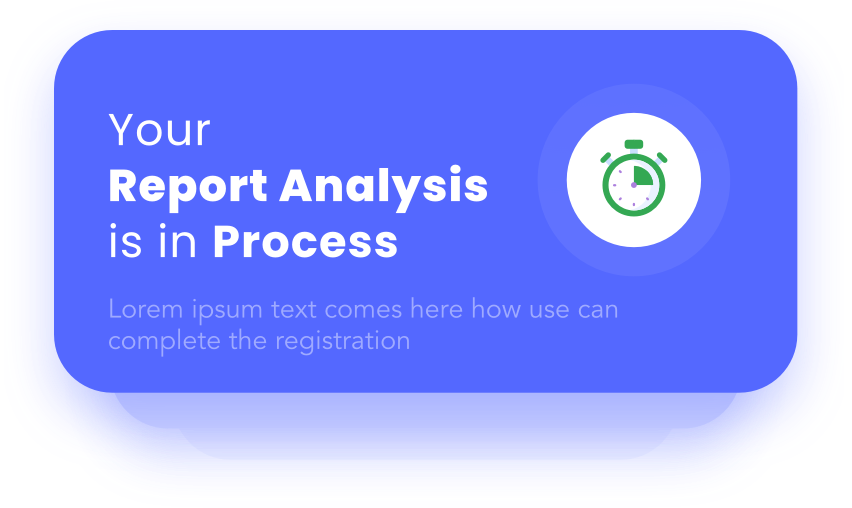 Your
Report Analysis
is in Process
Lorem ipsum text comes here how use can
complete the registration